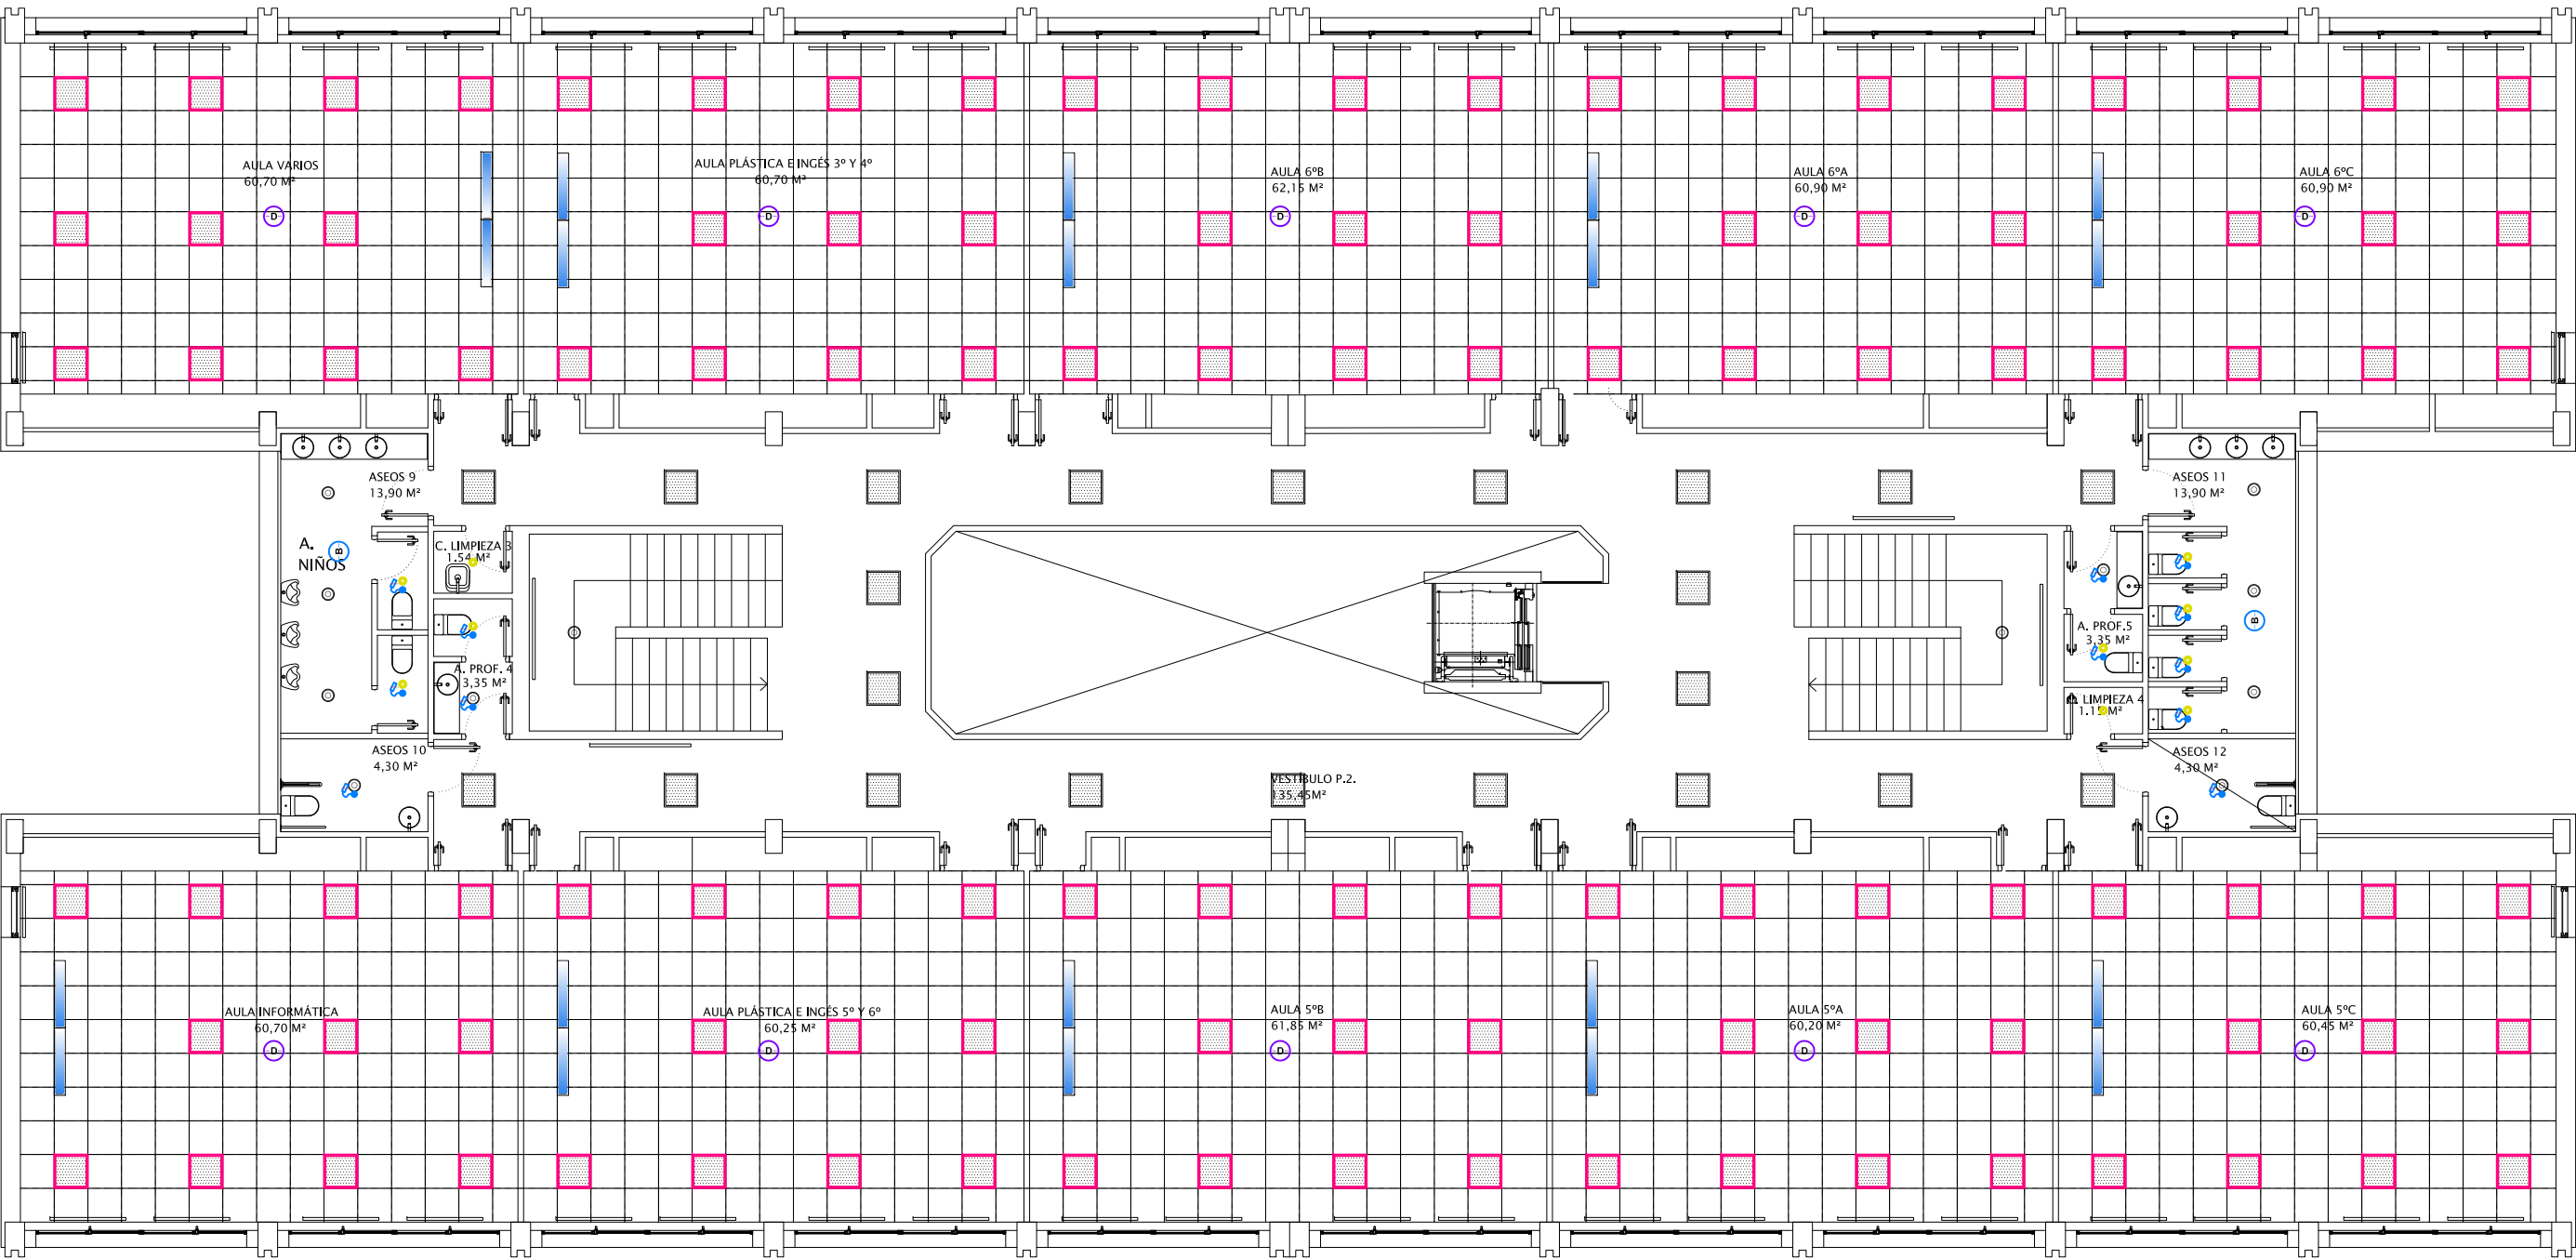 AULA VARIOS
60,70 M²
D
AULA PLÁSTICA E INGÉS 3º Y 4º
60,70 M²
D
AULA 6ºB
62,15 M²
D
AULA 6ºA
60,90 M²
D
AULA 6ºC
60,90 M²
D
ASEOS 9
13,90 M²
A.
NIÑOS
B
C. LIMPIEZA 3
1.54 M²
A. PROF. 4
3,35 M²
ASEOS 10
4,30 M²
VESTÍBULO P.2.
135,45M²
ASEOS 11
13,90 M²
B
A. PROF.5
3,35 M²
LIMPIEZA 4
1.15 M²
ASEOS 12
4,30 M²
AULA INFORMÁTICA
60,70 M²
D
AULA PLÁSTICA E INGÉS 5º Y 6º
60,25 M²
D
AULA 5ºB
61,85 M²
D
AULA 5ºA
60,20 M²
D
AULA 5ºC
60,45 M²
D